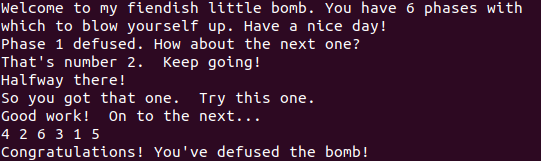 Welcome to my fiendish little bomb. You have 6 phases with
which to blow yourself up. Have a nice day!
Phase 1 defused. How about the next one?
That's number 2.  Keep going!
Halfway there!
So you got that one.  Try this one.
Good work!  On to the next...
4 2 6 3 1 5
Congratulations! You've defused the bomb!